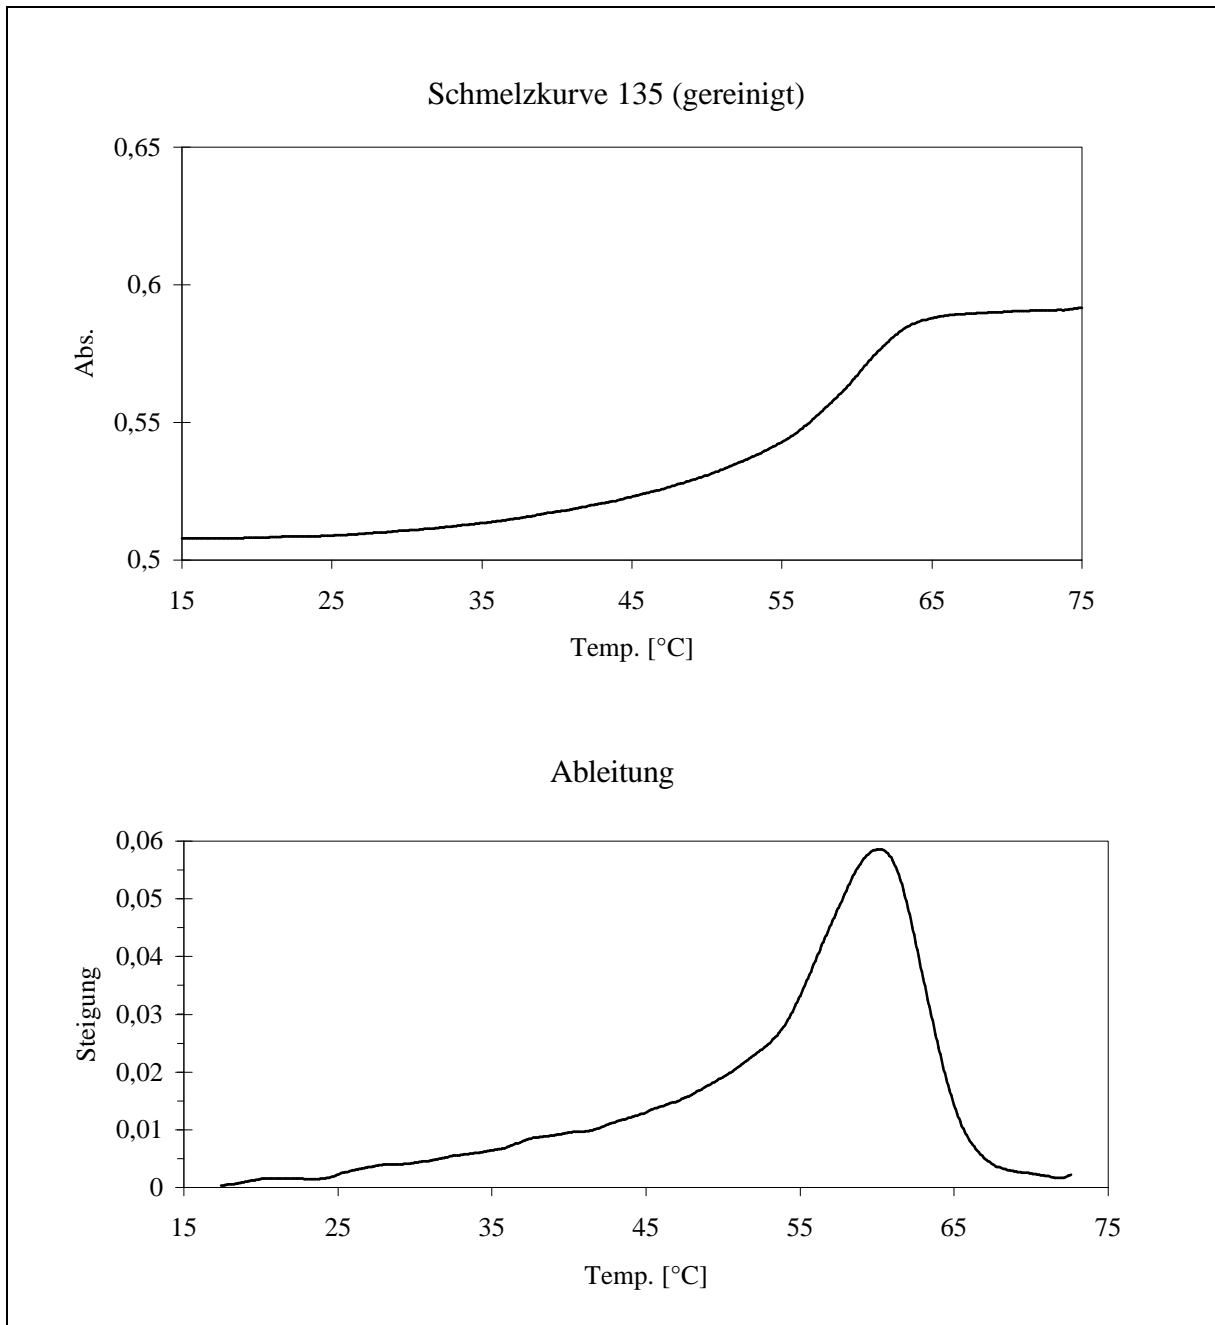 Schmelzkurve 135 (gereinigt)
0,65
0,6
0,55
0,5
Abs.
15 25 35 45 55 65 75
Temp. [°C]
Ableitung
0,06
0,05
0,04
0,03
0,02
0,01
0
Steigung
15 25 35 45 55 65 75
Temp. [°C]